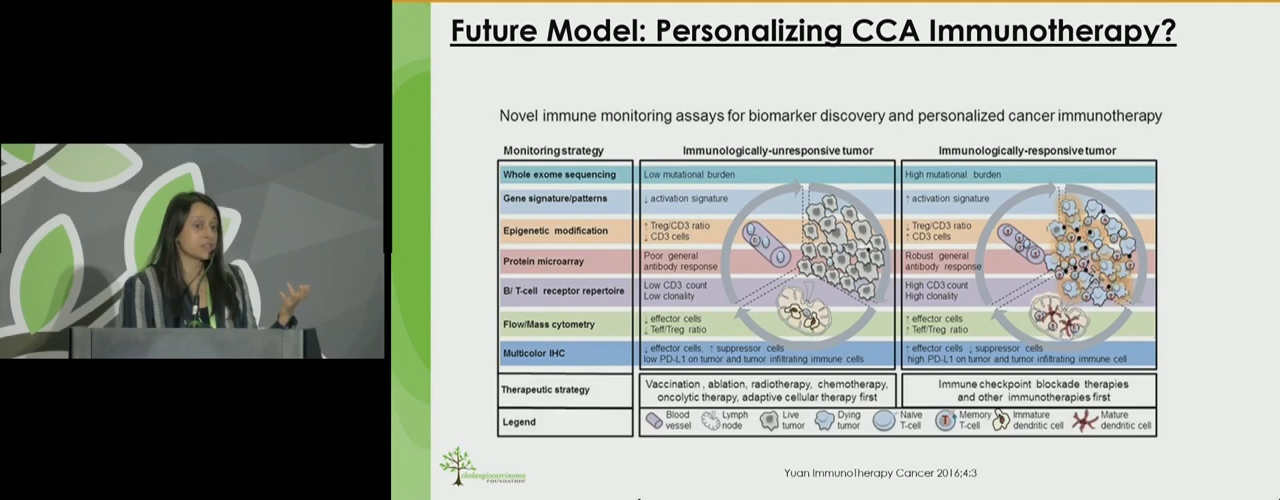 Future Model: Personalizing CCA Immunotherapy?
Novel immune monitoring assays for biomarker discovery and personalized cancer immunotherapy
Monitoring strategy Immunologically-unresponsive tumor Immunologically-responsive tumor
Whole exome sequencing Low mutational burden High mutational burden
Gene signature/patterns ↓ activation signature ↑ activation signature
Epigenetic modification ↑ Treg/CD3 ratio ↓ Treg/CD3 ratio
↓ CD3 cells ↑ CD3 cells
Protein microarray Poor general Robust general
antibody response antibody response
B/ T-cell receptor repertoire Low CD3 count High CD3 count
Low clonality High clonality
Flow/Mass cytometry ↓ effector cells ↑ effector cells
↓ Teff/Treg ratio ↑ Teff/Treg ratio
Multicolor IHC ↓ effector cells, ↑ suppressor cells ↑ effector cells ↓ suppressor cells
low PD-L1 on tumor and tumor infiltrating immune cells high PD-L1 on tumor and tumor infiltrating immune cell
Therapeutic strategy Vaccination, ablation, radiotherapy, chemotherapy, Immune checkpoint blockade therapies
oncolytic therapy, adaptive cellular therapy first and other immunotherapies first
Legend Blood vessel Lymph node Live tumor Dying tumor Naive T-cell T Memory T-cell Immature dendritic cell Mature dendritic cell
cholangiocarcinoma
FOUNDATION
Yuan ImmunoTherapy Cancer 2016;4:3